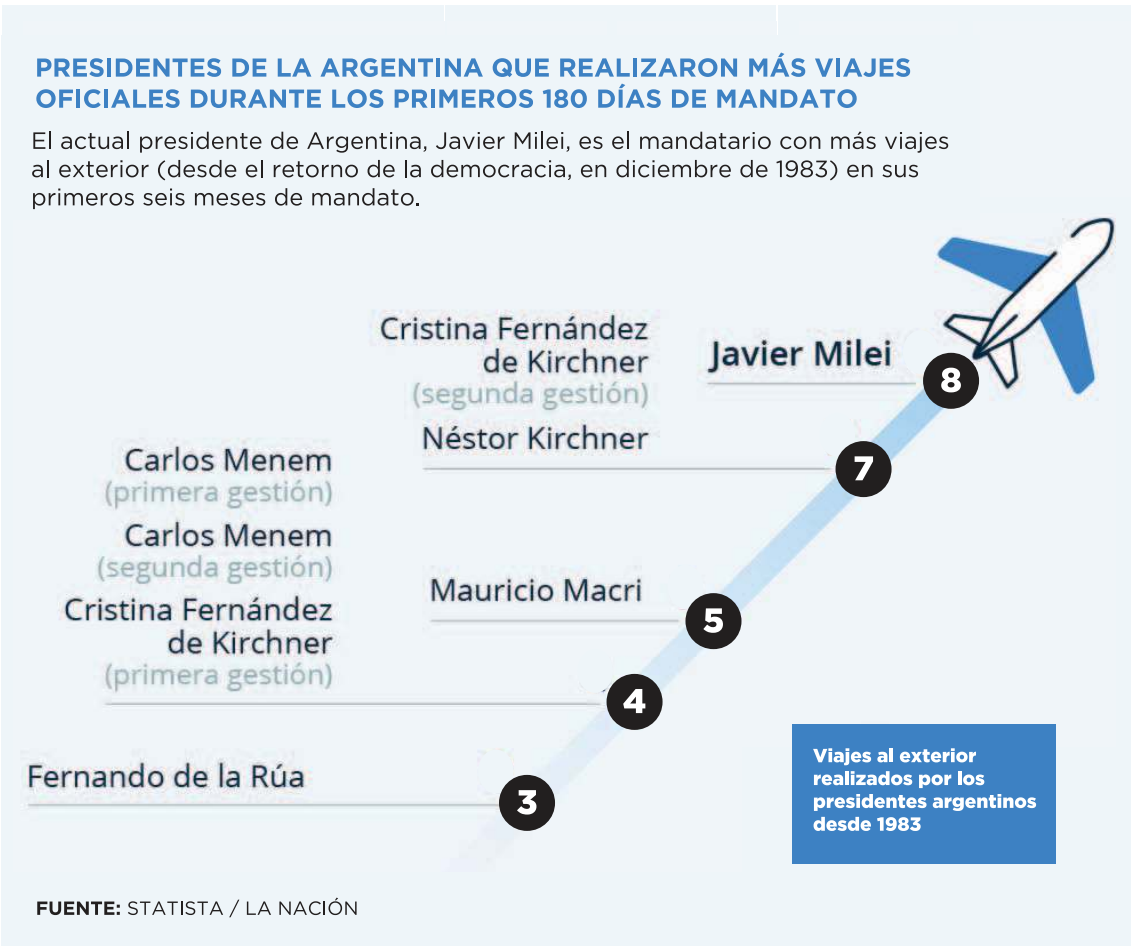 PRESIDENTES DE LA ARGENTINA QUE REALIZARON MÁS VIAJES
OFICIALES DURANTE LOS PRIMEROS 180 DÍAS DE MANDATO
El actual presidente de Argentina, Javier Milei, es el mandatario con más viajes
al exterior (desde el retorno de la democracia, en diciembre de 1983) en sus
primeros seis meses de mandato.
Javier Milei
8
Cristina Fernández
de Kirchner
(segunda gestión)
Néstor Kirchner
7
Mauricio Macri
5
Carlos Menem
(primera gestión)
Carlos Menem
(segunda gestión)
Cristina Fernández
de Kirchner
(primera gestión)
4
Fernando de la Rúa
3
Viajes al exterior
realizados por los
presidentes argentinos
desde 1983
FUENTE: STATISTA / LA NACIÓN